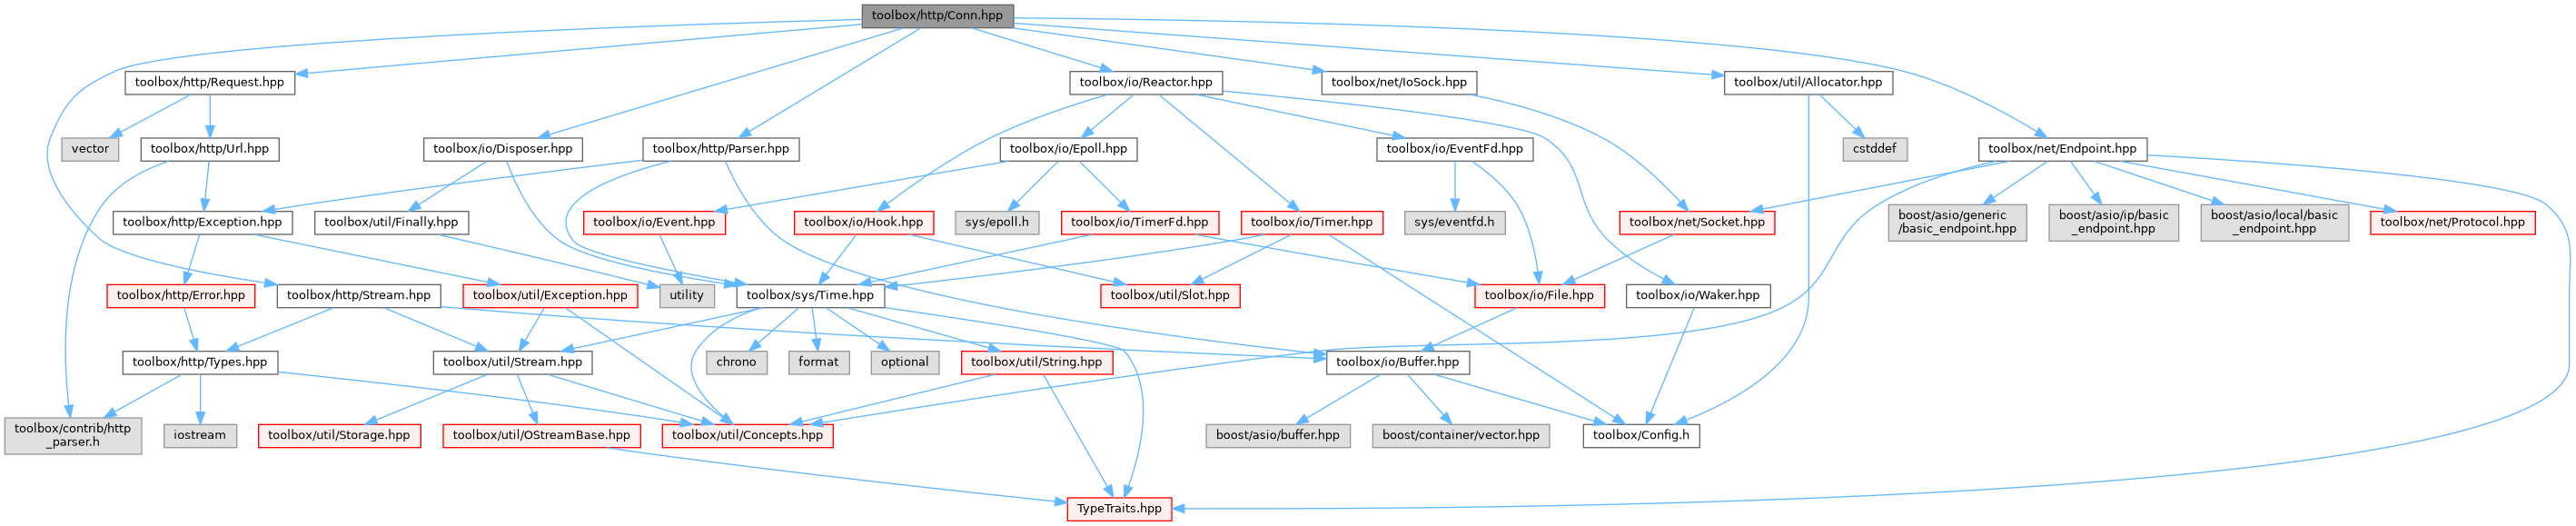 toolbox/http/Conn.hpp
toolbox/http/Request.hpp
toolbox/io/Reactor.hpp
toolbox/net/IoSock.hpp
toolbox/util/Allocator.hpp
vector
toolbox/http/Url.hpp
toolbox/io/Disposer.hpp
toolbox/http/Parser.hpp
toolbox/io/Epoll.hpp
toolbox/io/EventFd.hpp
cstddef
toolbox/net/Endpoint.hpp
toolbox/http/Exception.hpp
toolbox/util/Finally.hpp
toolbox/io/Event.hpp
toolbox/io/Hook.hpp
sys/epoll.h
toolbox/io/TimerFd.hpp
toolbox/io/Timer.hpp
sys/eventfd.h
toolbox/net/Socket.hpp
boost/asio/generic
/basic_endpoint.hpp
boost/asio/ip/basic
_endpoint.hpp
boost/asio/local/basic
_endpoint.hpp
toolbox/net/Protocol.hpp
toolbox/http/Error.hpp
toolbox/http/Stream.hpp
toolbox/util/Exception.hpp
utility
toolbox/sys/Time.hpp
toolbox/util/Slot.hpp
toolbox/io/File.hpp
toolbox/io/Waker.hpp
toolbox/http/Types.hpp
toolbox/util/Stream.hpp
chrono
format
optional
toolbox/util/String.hpp
toolbox/io/Buffer.hpp
toolbox/contrib/http
_parser.h
iostream
toolbox/util/Storage.hpp
toolbox/util/OStreamBase.hpp
toolbox/util/Concepts.hpp
boost/asio/buffer.hpp
boost/container/vector.hpp
toolbox/Config.h
TypeTraits.hpp